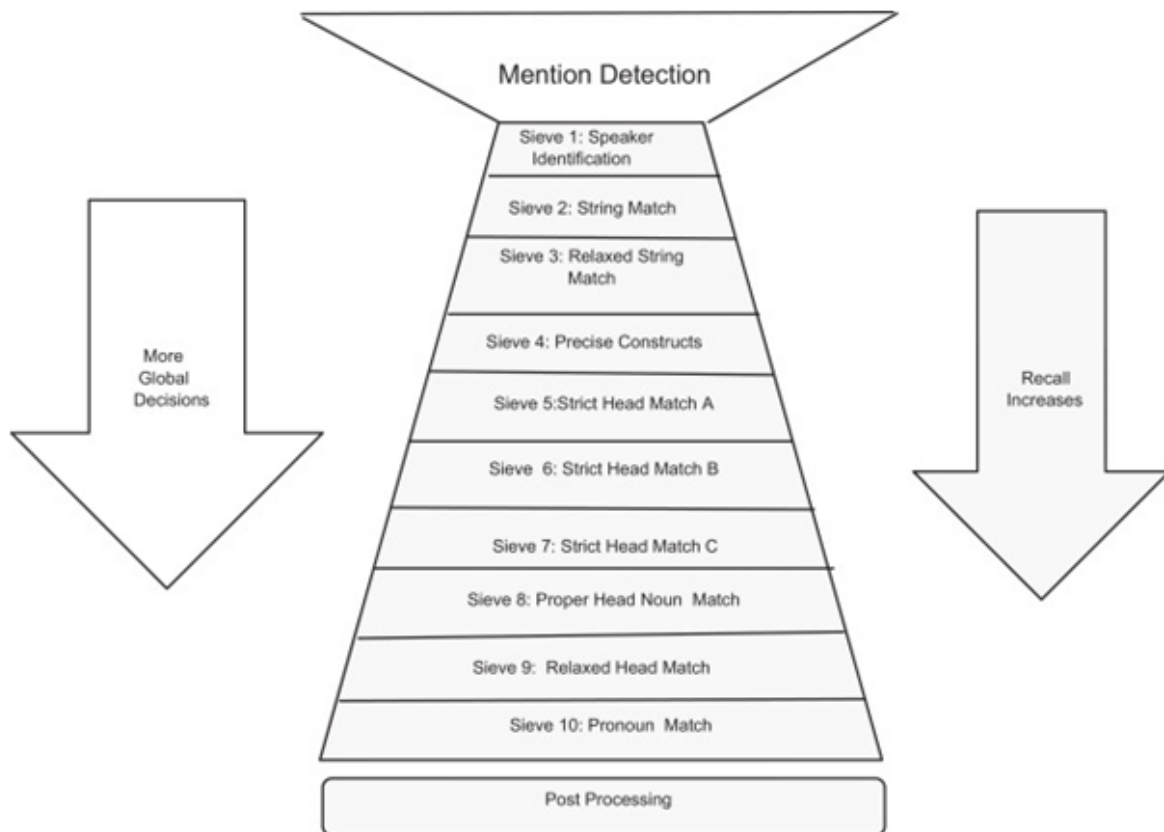 Mention Detection
Sieve 1: Speaker
Identification
Sieve 2: String Match
Sieve 3: Relaxed String
Match
Sieve 4: Precise Constructs
Sieve 5:Strict Head Match A
Sieve 6: Strict Head Match B
Sieve 7: Strict Head Match C
Sieve 8: Proper Head Noun Match
Sieve 9: Relaxed Head Match
Sieve 10: Pronoun Match
Post Processing
More
Global
Decisions
Recall
Increases